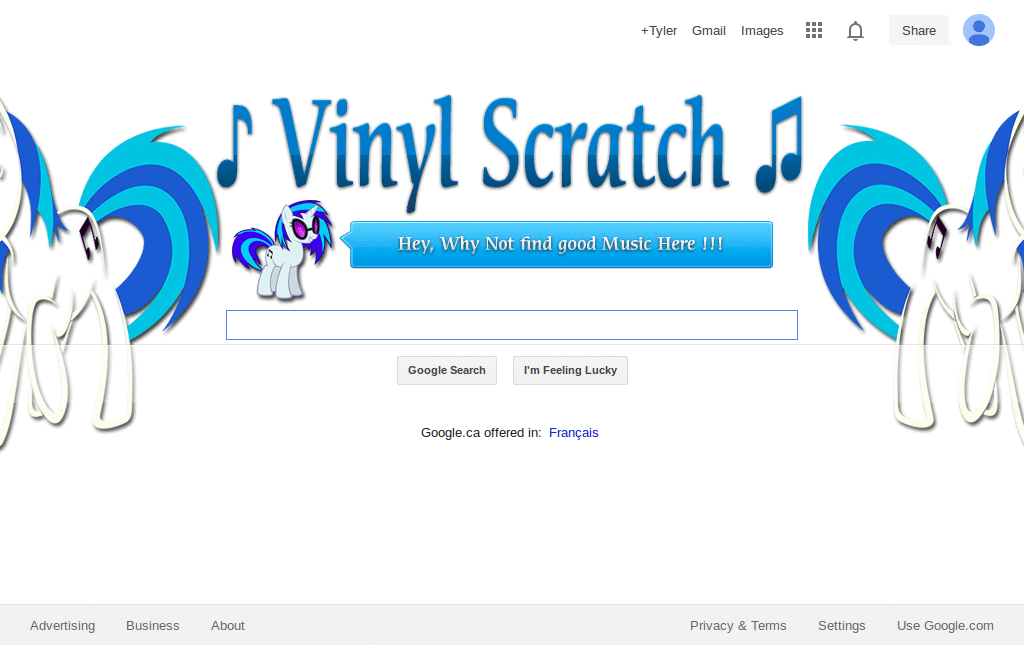 +Tyler Gmail Images Share
♪ Vinyl Scratch ♫
Hey, Why Not find good Music Here !!!
Google Search I'm Feeling Lucky
Google.ca offered in: Français
Advertising Business About Privacy & Terms Settings Use Google.com